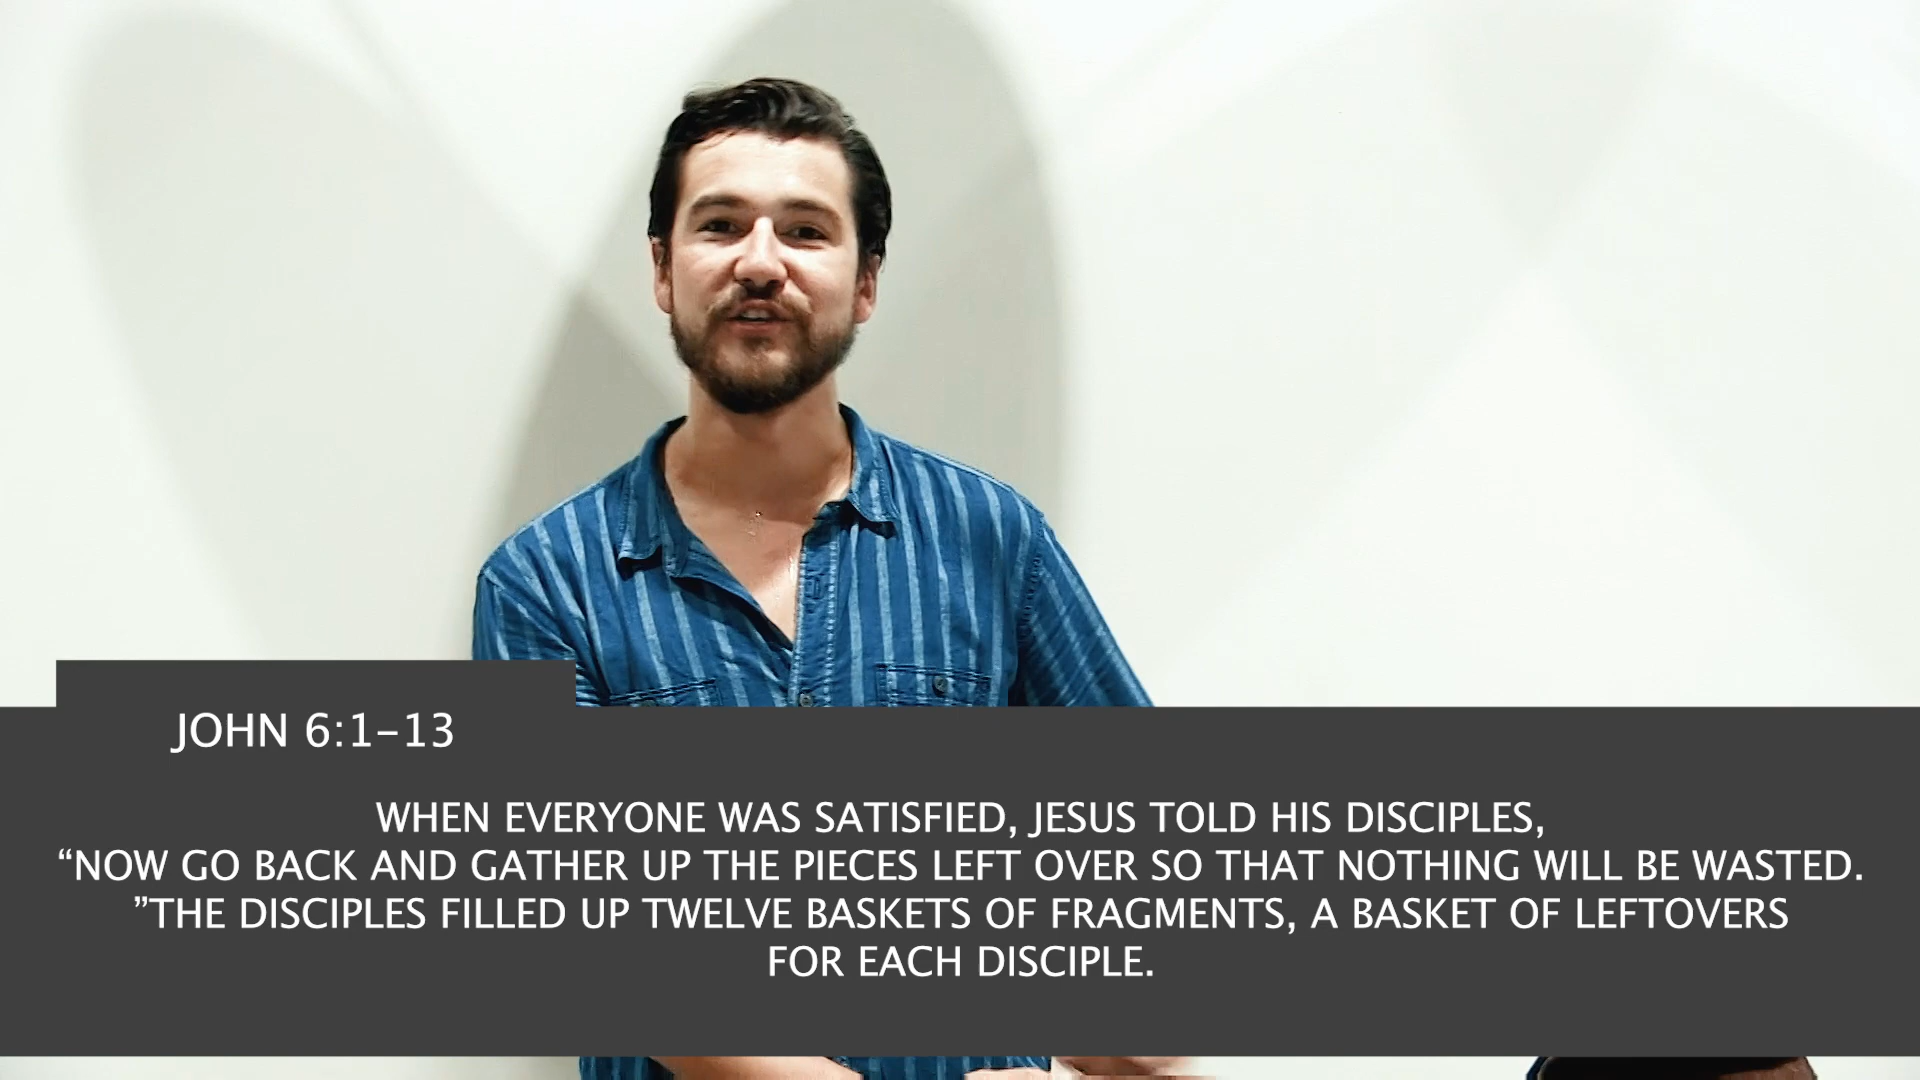 JOHN 6:1–13
WHEN EVERYONE WAS SATISFIED, JESUS TOLD HIS DISCIPLES,
“NOW GO BACK AND GATHER UP THE PIECES LEFT OVER SO THAT NOTHING WILL BE WASTED.
”THE DISCIPLES FILLED UP TWELVE BASKETS OF FRAGMENTS, A BASKET OF LEFTOVERS
FOR EACH DISCIPLE.